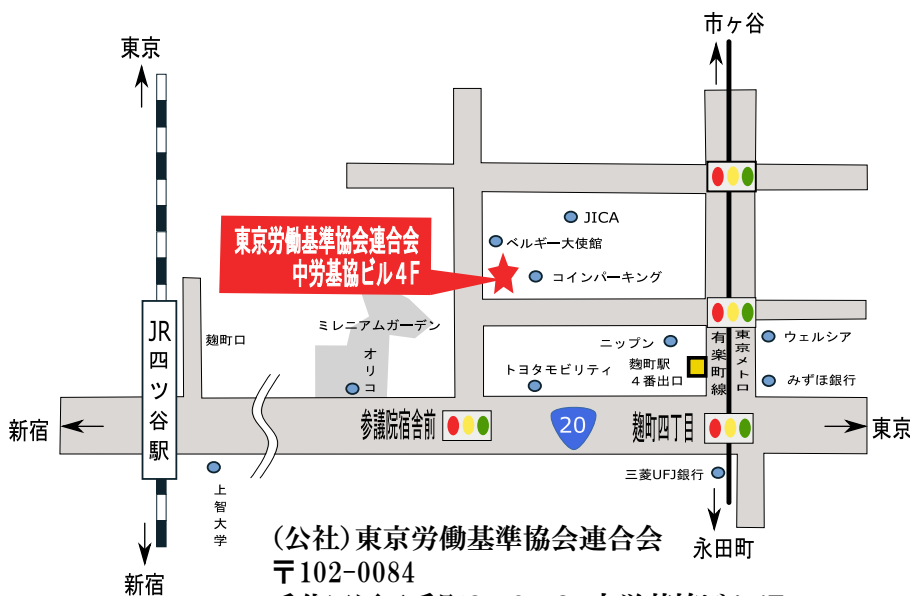 市ヶ谷
東京
JICA
ベルギー大使館
東京労働基準協会連合会
中労基協ビル4F
コインパーキング
ミレニアムガーデン
オリコ
麹町口
JR四ツ谷駅
ニップン
麹町駅
4番出口
トヨタモビリティ
有楽町線
東京メトロ
ウェルシア
みずほ銀行
新宿
参議院宿舎前
20
麹町四丁目
東京
上智大学
三菱UFJ銀行
永田町
新宿
(公社)東京労働基準協会連合会
〒102-0084